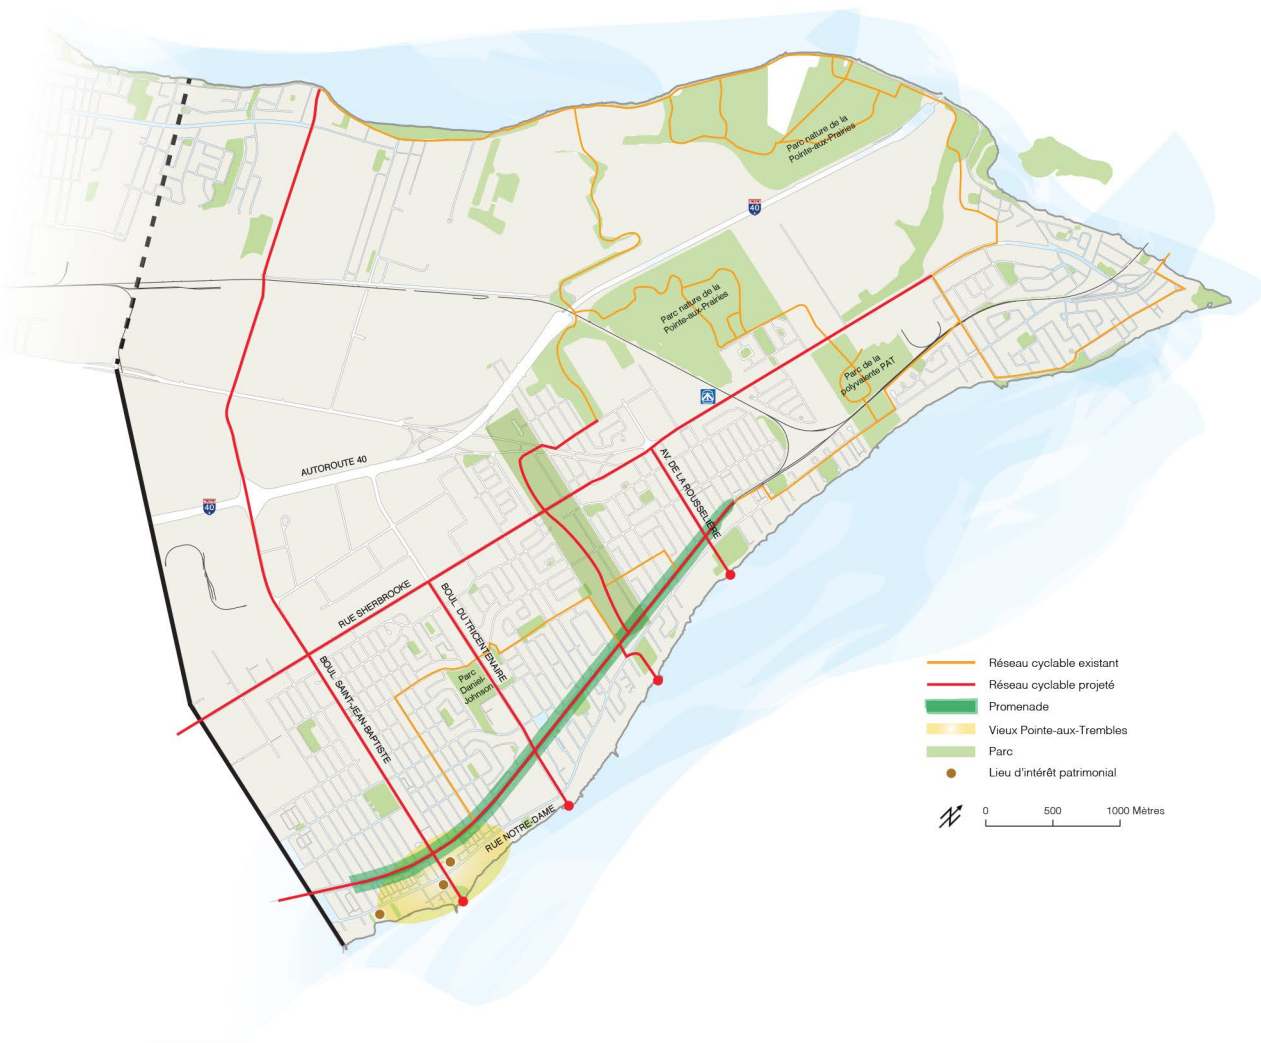 Parc nature de la
Pointe-aux-Prairies
40
Parc nature de la
Pointe-aux-Prairies
Parc de la
polyvalente PAT
AUTOROUTE 40
40
AV. DE LA ROUSSELIÈRE
RUE SHERBROOKE
BOUL. DU TRICENTENAIRE
BOUL. SAINT-JEAN-BAPTISTE
Parc
Daniel-
Johnson
RUE NOTRE-DAME
Réseau cyclable existant
Réseau cyclable projeté
Promenade
Vieux Pointe-aux-Trembles
Parc
Lieu d'intérêt patrimonial
0 500 1000 Mètres